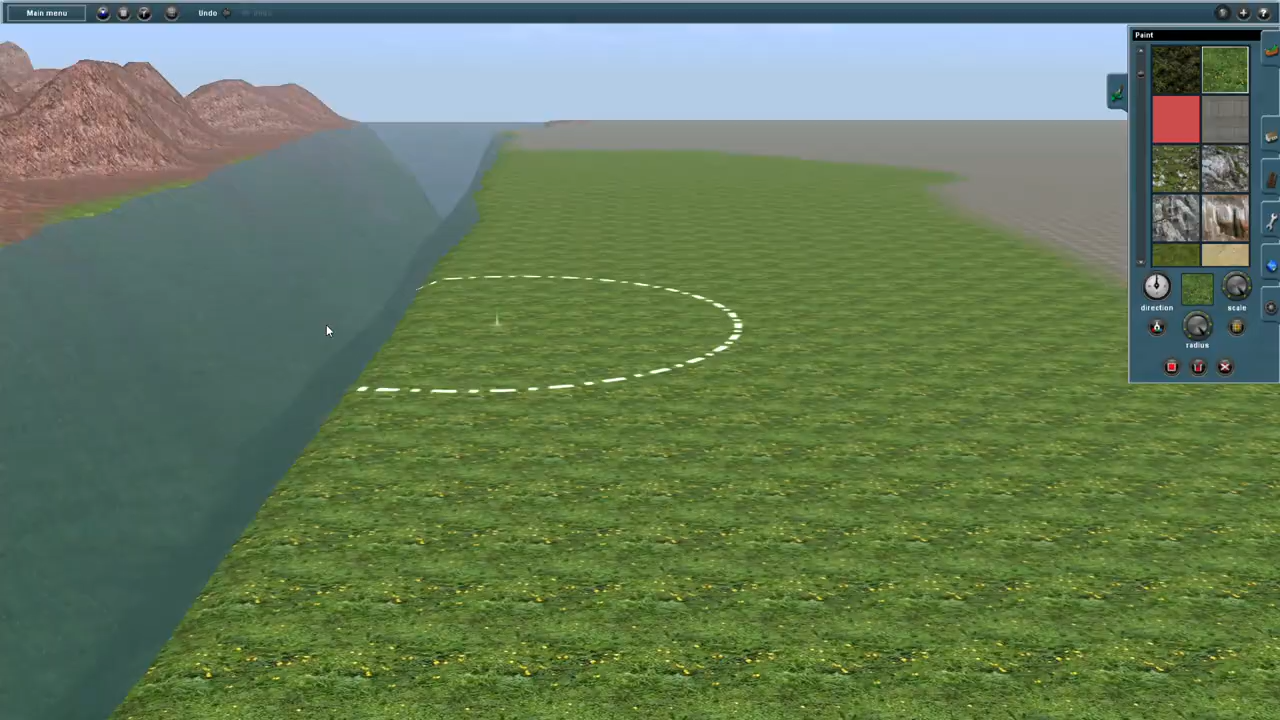 Main menu
Undo
Paint
direction
scale
radius